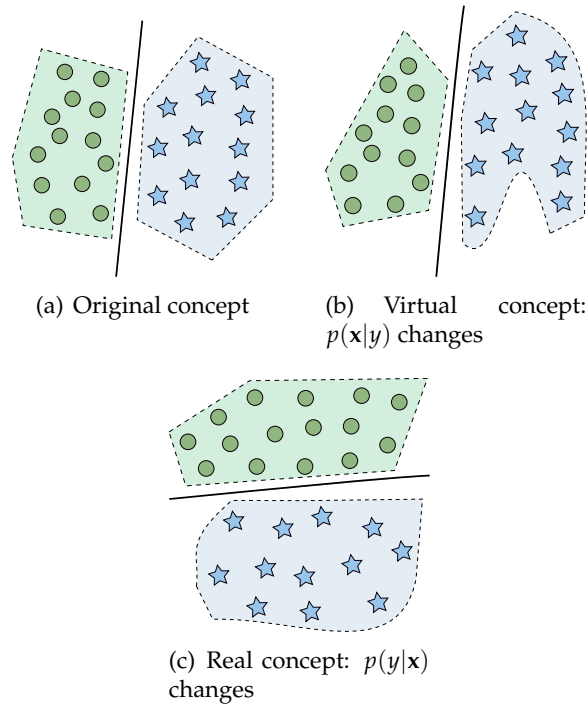 (a) Original concept
(b) Virtual concept:
p(x|y) changes
(c) Real concept: p(y|x)
changes